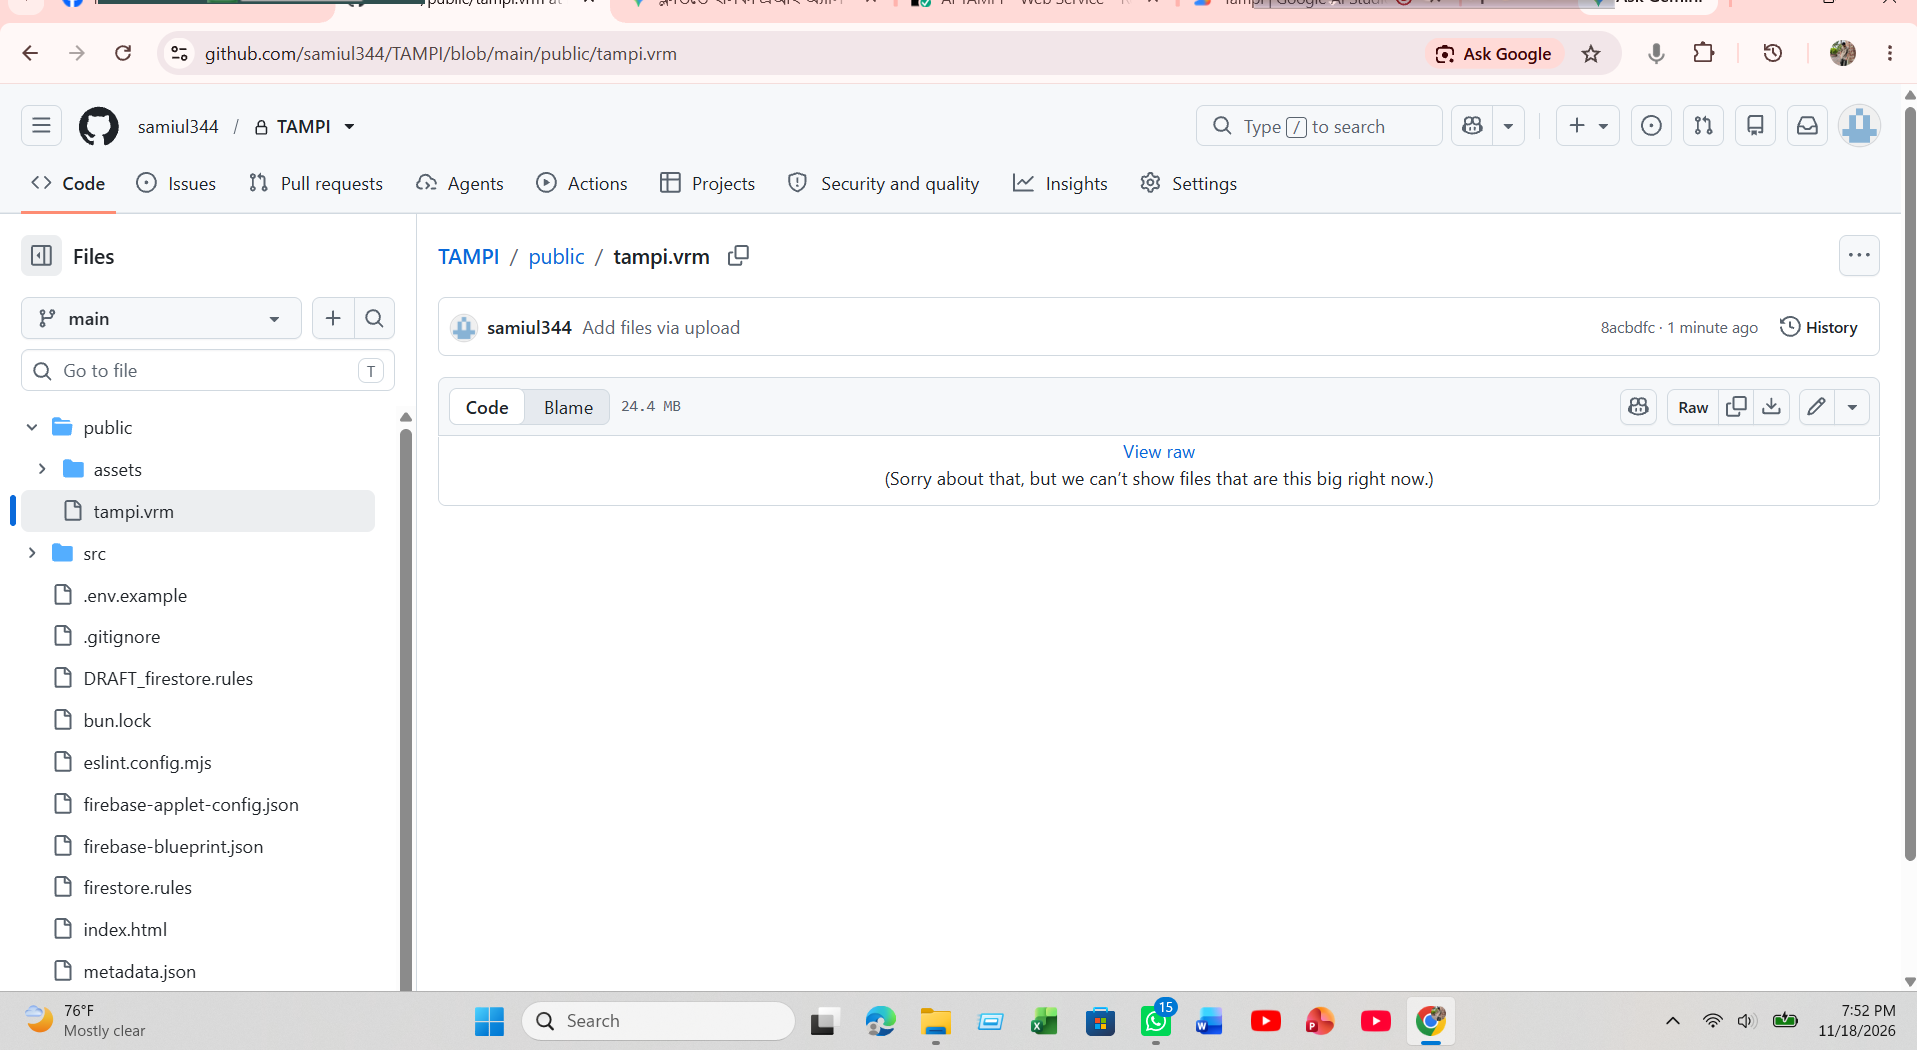 github.com/samiul344/TAMPI/blob/main/public/tampi.vrm
Ask Google
samiul344 / TAMPI
Type / to search
Code
Issues
Pull requests
Agents
Actions
Projects
Security and quality
Insights
Settings
Files
TAMPI / public / tampi.vrm
main
samiul344 Add files via upload
8acbdfc · 1 minute ago
History
Go to file
T
Code
Blame
24.4 MB
Raw
View raw
(Sorry about that, but we can’t show files that are this big right now.)
public
assets
tampi.vrm
src
.env.example
.gitignore
DRAFT_firestore.rules
bun.lock
eslint.config.mjs
firebase-applet-config.json
firebase-blueprint.json
firestore.rules
index.html
metadata.json
76°F
Mostly clear
Search
15
7:52 PM
11/18/2026